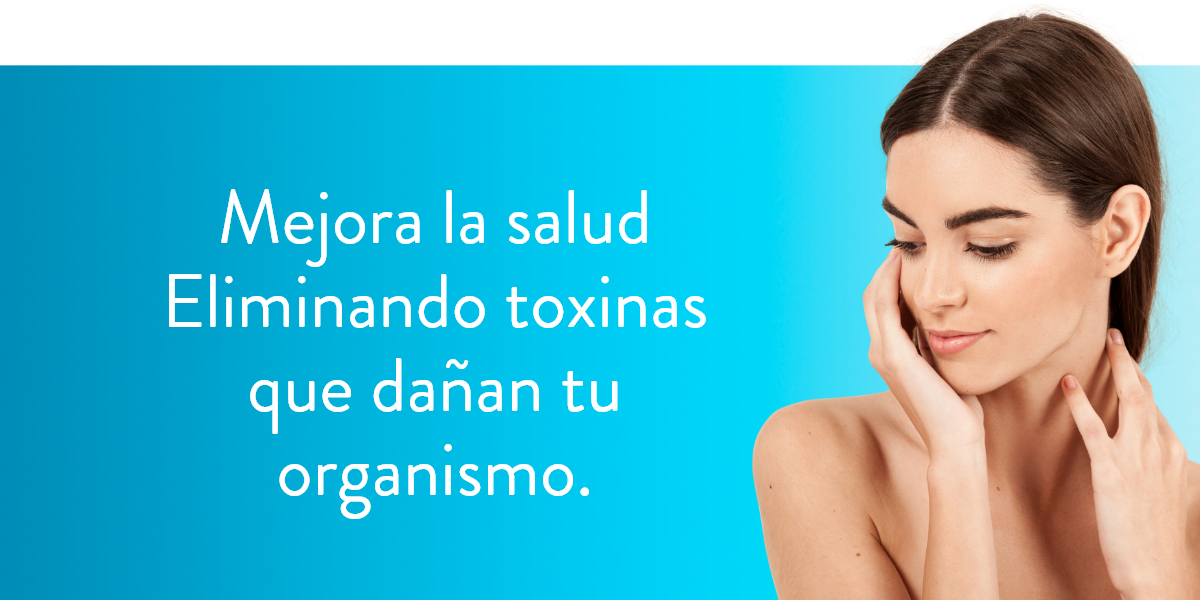 Mejora la salud
Eliminando toxinas
que dañan tu
organismo.